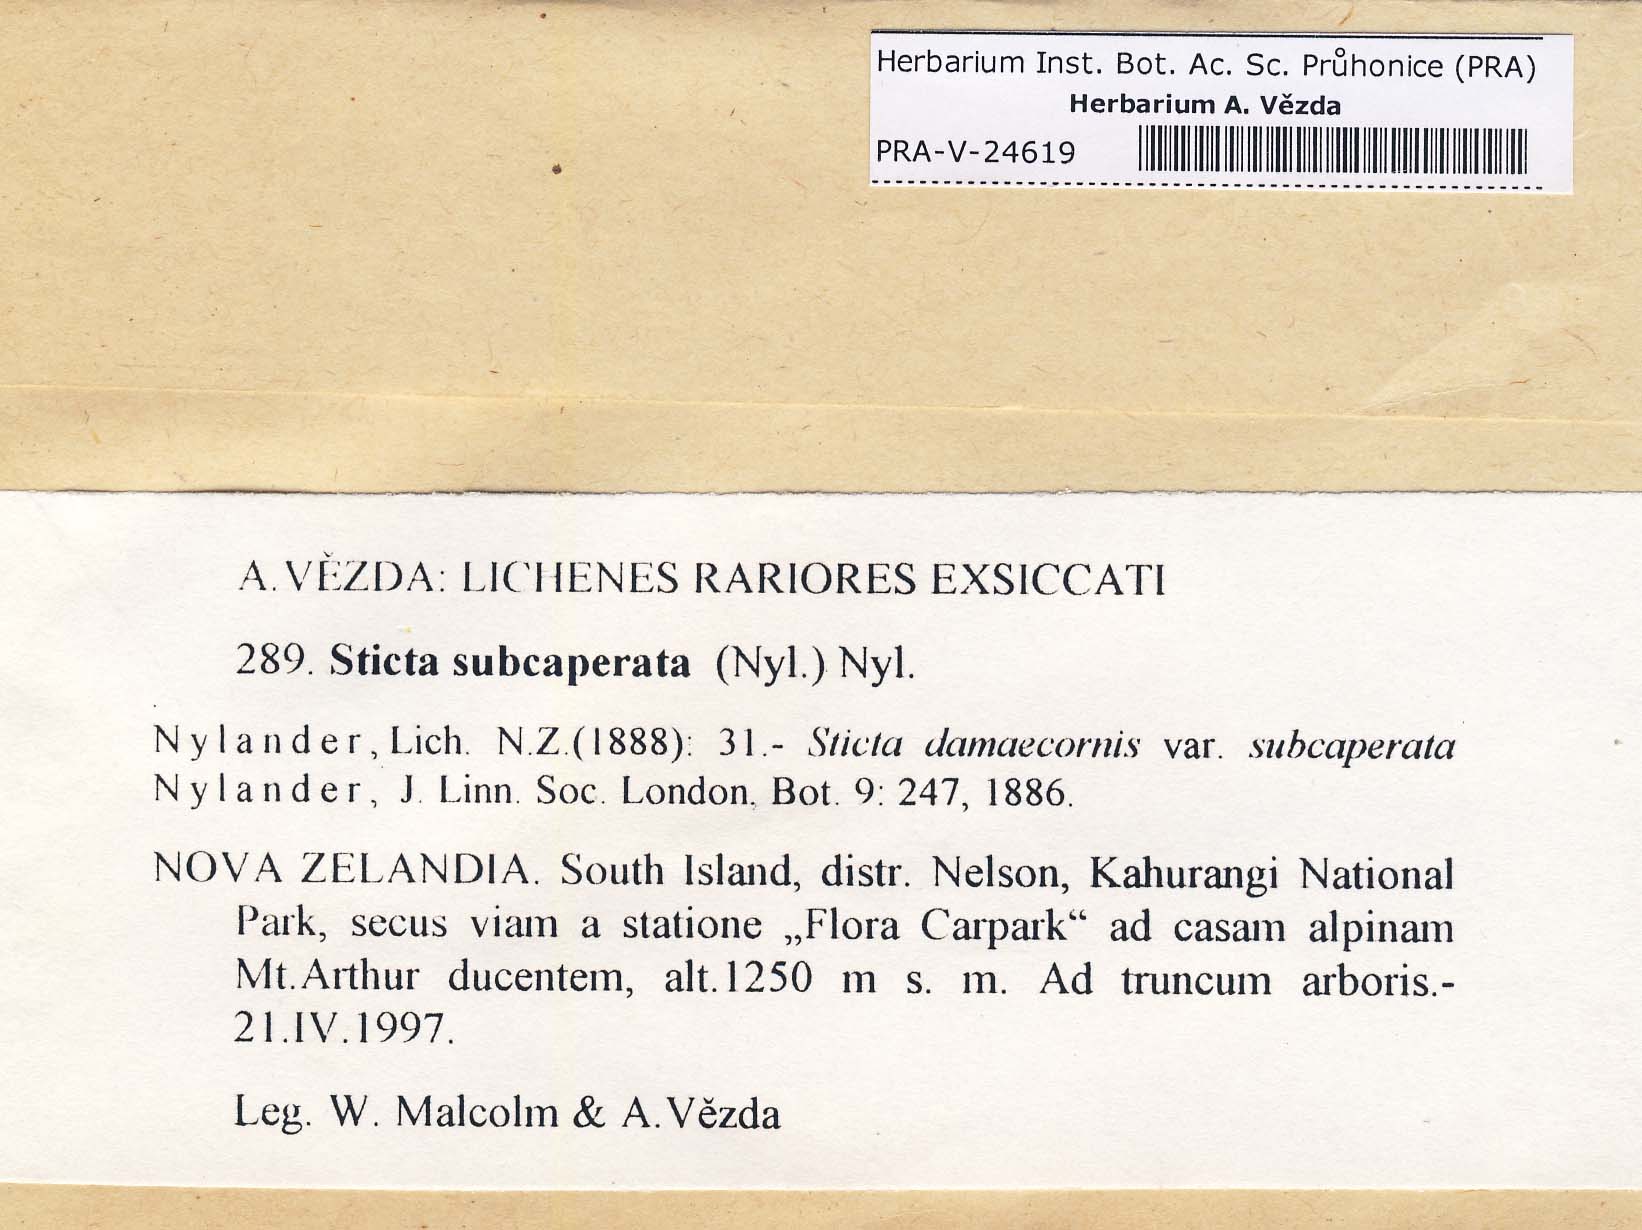 Herbarium Inst. Bot. Ac. Sc. Průhonice (PRA)
Herbarium A. Vězda
PRA-V-24619
A. VĚZDA: LICHENES RARIORES EXSICCATI
289. Sticta subcaperata (Nyl.) Nyl.
Nylander, Lich. N.Z.(1888): 31.- Sticta damaecornis var. subcaperata
Nylander, J. Linn. Soc. London, Bot. 9: 247, 1886.
NOVA ZELANDIA. South Island, distr. Nelson, Kahurangi National
Park, secus viam a statione „Flora Carpark“ ad casam alpinam
Mt.Arthur ducentem, alt.1250 m s. m. Ad truncum arboris.-
21.IV.1997.
Leg. W. Malcolm & A.Vězda